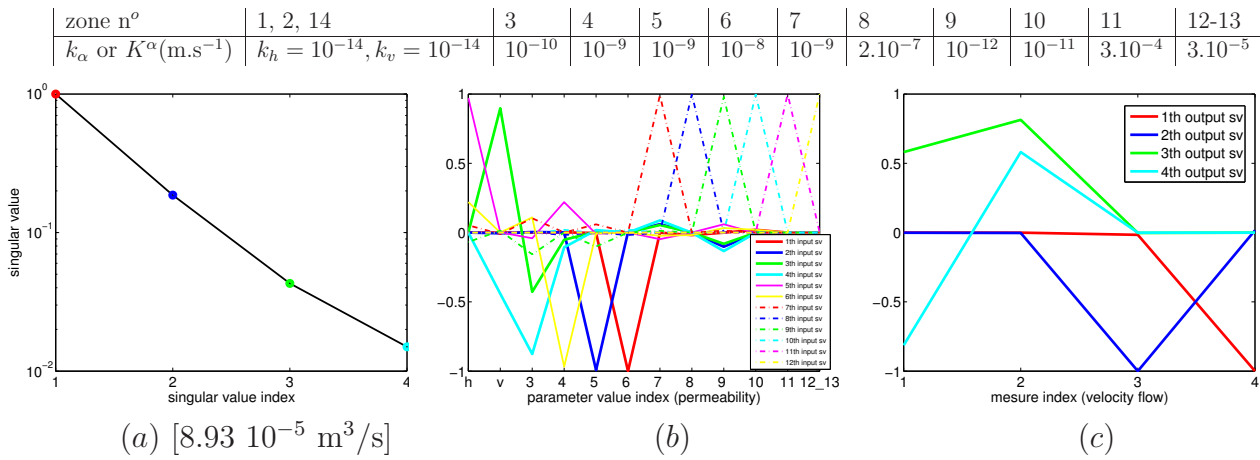 zone nº 1, 2, 14 3 4 5 6 7 8 9 10 11 12-13
kα or Kᵅ(m.s⁻¹) kₕ = 10⁻¹⁴, kᵥ = 10⁻¹⁴ 10⁻¹⁰ 10⁻⁹ 10⁻⁹ 10⁻⁸ 10⁻⁹ 2.10⁻⁷ 10⁻¹² 10⁻¹¹ 3.10⁻⁴ 3.10⁻⁵
10⁰
10⁻¹
10⁻²
singular value
1 2 3 4
singular value index
(a) [8.93 10⁻⁵ m³/s]
1
0.5
0
−0.5
−1
h v 3 4 5 6 7 8 9 10 11 12_13
parameter value index (permeability)
1th input sv
2th input sv
3th input sv
4th input sv
5th input sv
6th input sv
7th input sv
8th input sv
9th input sv
10th input sv
11th input sv
12th input sv
(b)
1
0.5
0
−0.5
−1
1 2 3 4
mesure index (velocity flow)
1th output sv
2th output sv
3th output sv
4th output sv
(c)